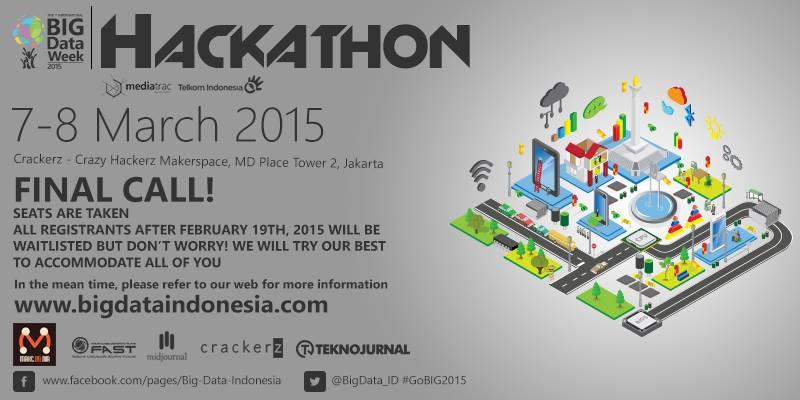 BIG
Data
Week
2015
HACKATHON
mediatrac
Telkom Indonesia
7-8 March 2015
Crackerz - Crazy Hackerz Makerspace, MD Place Tower 2, Jakarta
FINAL CALL!
SEATS ARE TAKEN
ALL REGISTRANTS AFTER FEBRUARY 19TH, 2015 WILL BE
WAITLISTED BUT DON'T WORRY! WE WILL TRY OUR BEST
TO ACCOMMODATE ALL OF YOU
In the mean time, please refer to our web for more information
www.bigdataindonesia.com
FAST
midjournal
crackerz
TEKNOJURNAL
www.facebook.com/pages/Big-Data-Indonesia
@BigData_ID #GoBIG2015
CPU